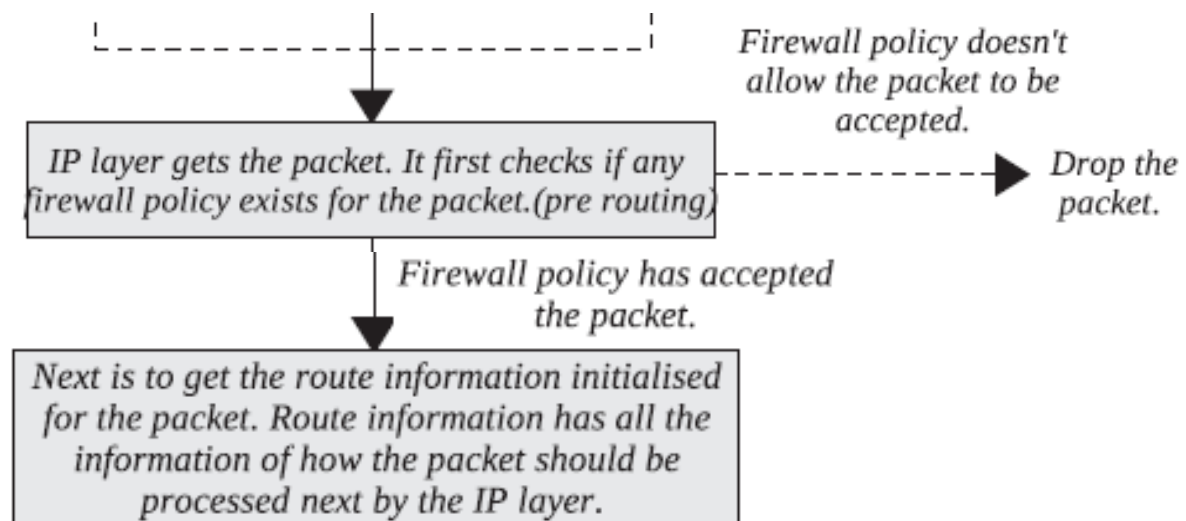 Firewall policy doesn't
allow the packet to be
accepted.
IP layer gets the packet. It first checks if any
firewall policy exists for the packet.(pre routing)
Drop the
packet.
Firewall policy has accepted
the packet.
Next is to get the route information initialised
for the packet. Route information has all the
information of how the packet should be
processed next by the IP layer.